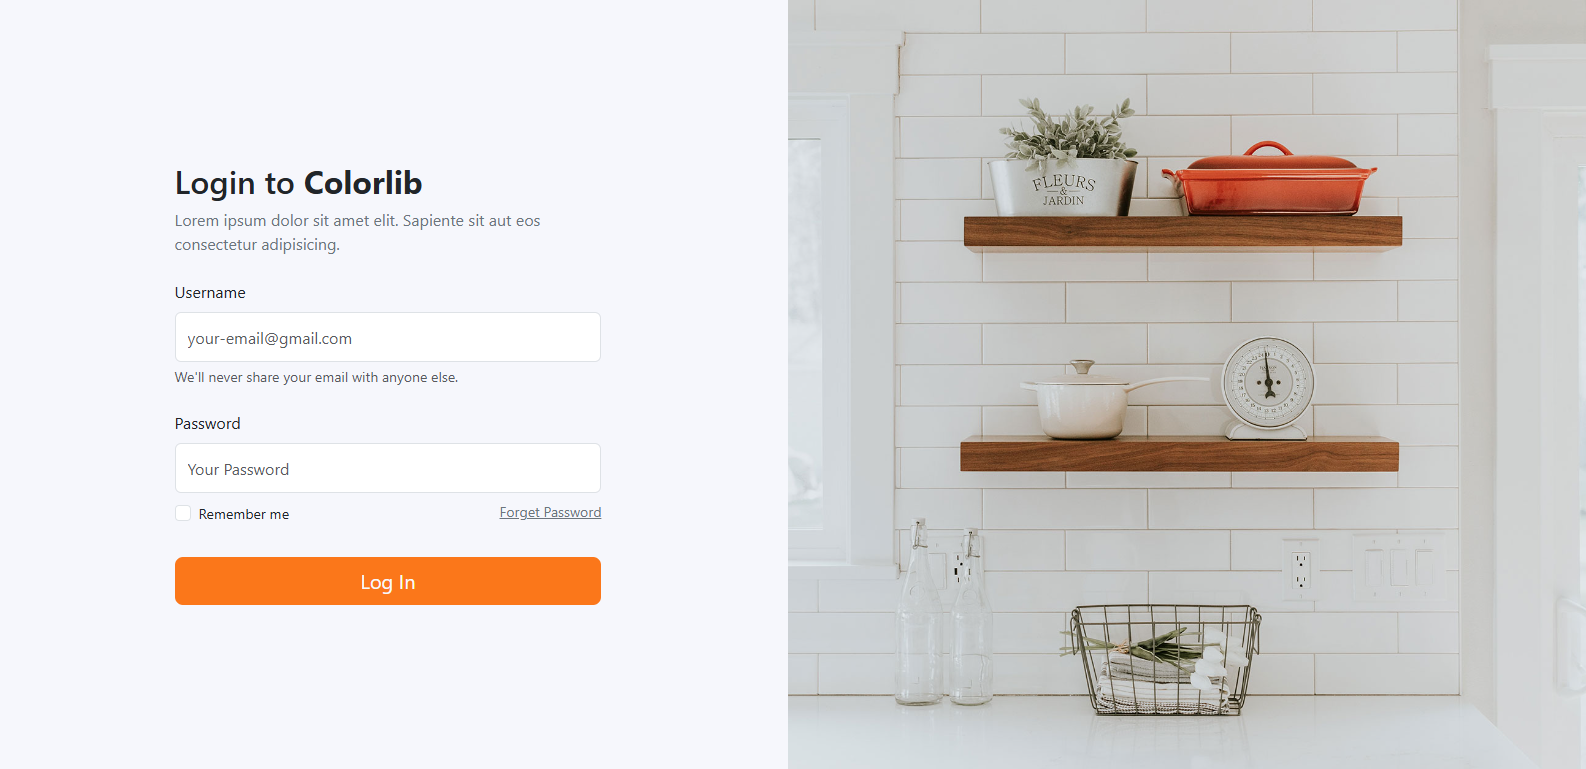 Login to Colorlib
Lorem ipsum dolor sit amet elit. Sapiente sit aut eos
consectetur adipisicing.
Username
your-email@gmail.com
We'll never share your email with anyone else.
Password
Your Password
Remember me
Forget Password
Log In
FLEURS
&
JARDIN